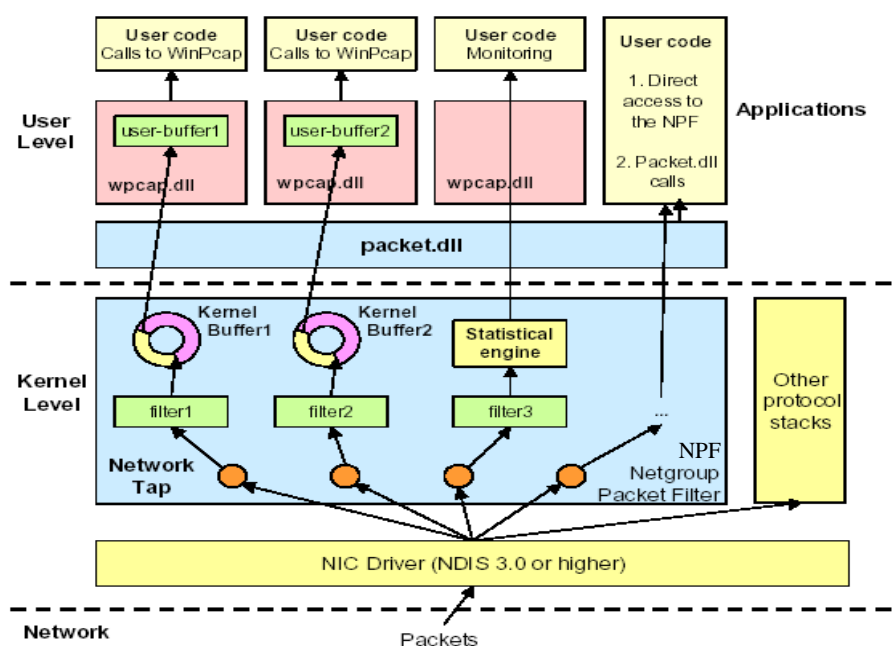 User code
Calls to WinPcap
User code
Calls to WinPcap
User code
Monitoring
User code
1. Direct
access to
the NPF
2. Packet.dll
calls
User
Level
Applications
user-buffer1
user-buffer2
wpcap.dll
wpcap.dll
wpcap.dll
packet.dll
Kernel
Buffer1
Kernel
Buffer2
Statistical
engine
Kernel
Level
filter1
filter2
filter3
...
Other
protocol
stacks
Network
Tap
NPF
Netgroup
Packet Filter
NIC Driver (NDIS 3.0 or higher)
Network
Packets